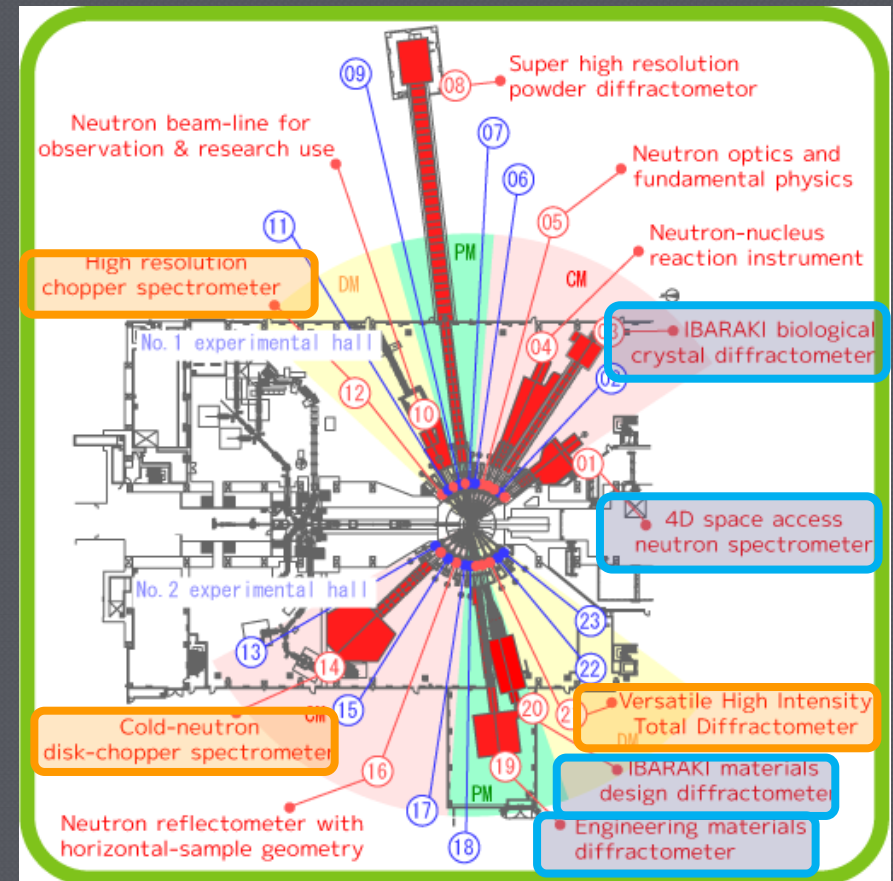 08
Super high resolution
powder diffractometor
09
07
Neutron beam-line for
observation & research use
06
Neutron optics and
fundamental physics
05
11
Neutron-nucleus
reaction instrument
PM
DM
CM
High resolution
chopper spectrometer
No.1 experimental hall
04
03
IBARAKI biological
crystal diffractometer
02
12
10
01
4D space access
neutron spectrometer
No.2 experimental hall
23
13
14
22
15
20
Versatile High Intensity
Total Diffractometer
CM
DM
Cold-neutron
disk-chopper spectrometer
16
19
IBARAKI materials
design diffractometer
PM
17
18
Engineering materials
diffractometer
Neutron reflectometer with
horizontal-sample geometry